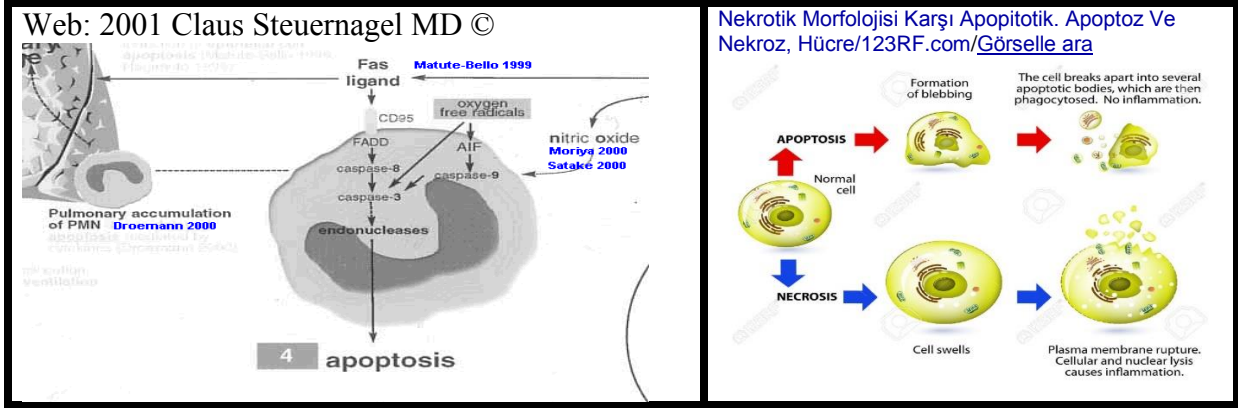 Web: 2001 Claus Steuernagel MD ©
Fas
ligand
Matute-Bello 1999
oxygen
free radicals
CD95
FADD
AIF
nitric oxide
Moriya 2000
Satake 2000
caspase-8
caspase-9
caspase-3
endonucleases
Pulmonary accumulation
of PMN Droemann 2000
4 apoptosis
Nekrotik Morfolojisi Karşı Apopitotik. Apoptoz Ve
Nekroz, Hücre/123RF.com/Görselle ara
Formation
of blebbing
The cell breaks apart into several
apoptotic bodies, which are then
phagocytosed. No inflammation.
APOPTOSIS
Normal
cell
NECROSIS
Cell swells
Plasma membrane rupture.
Cellular and nuclear lysis
causes inflammation.